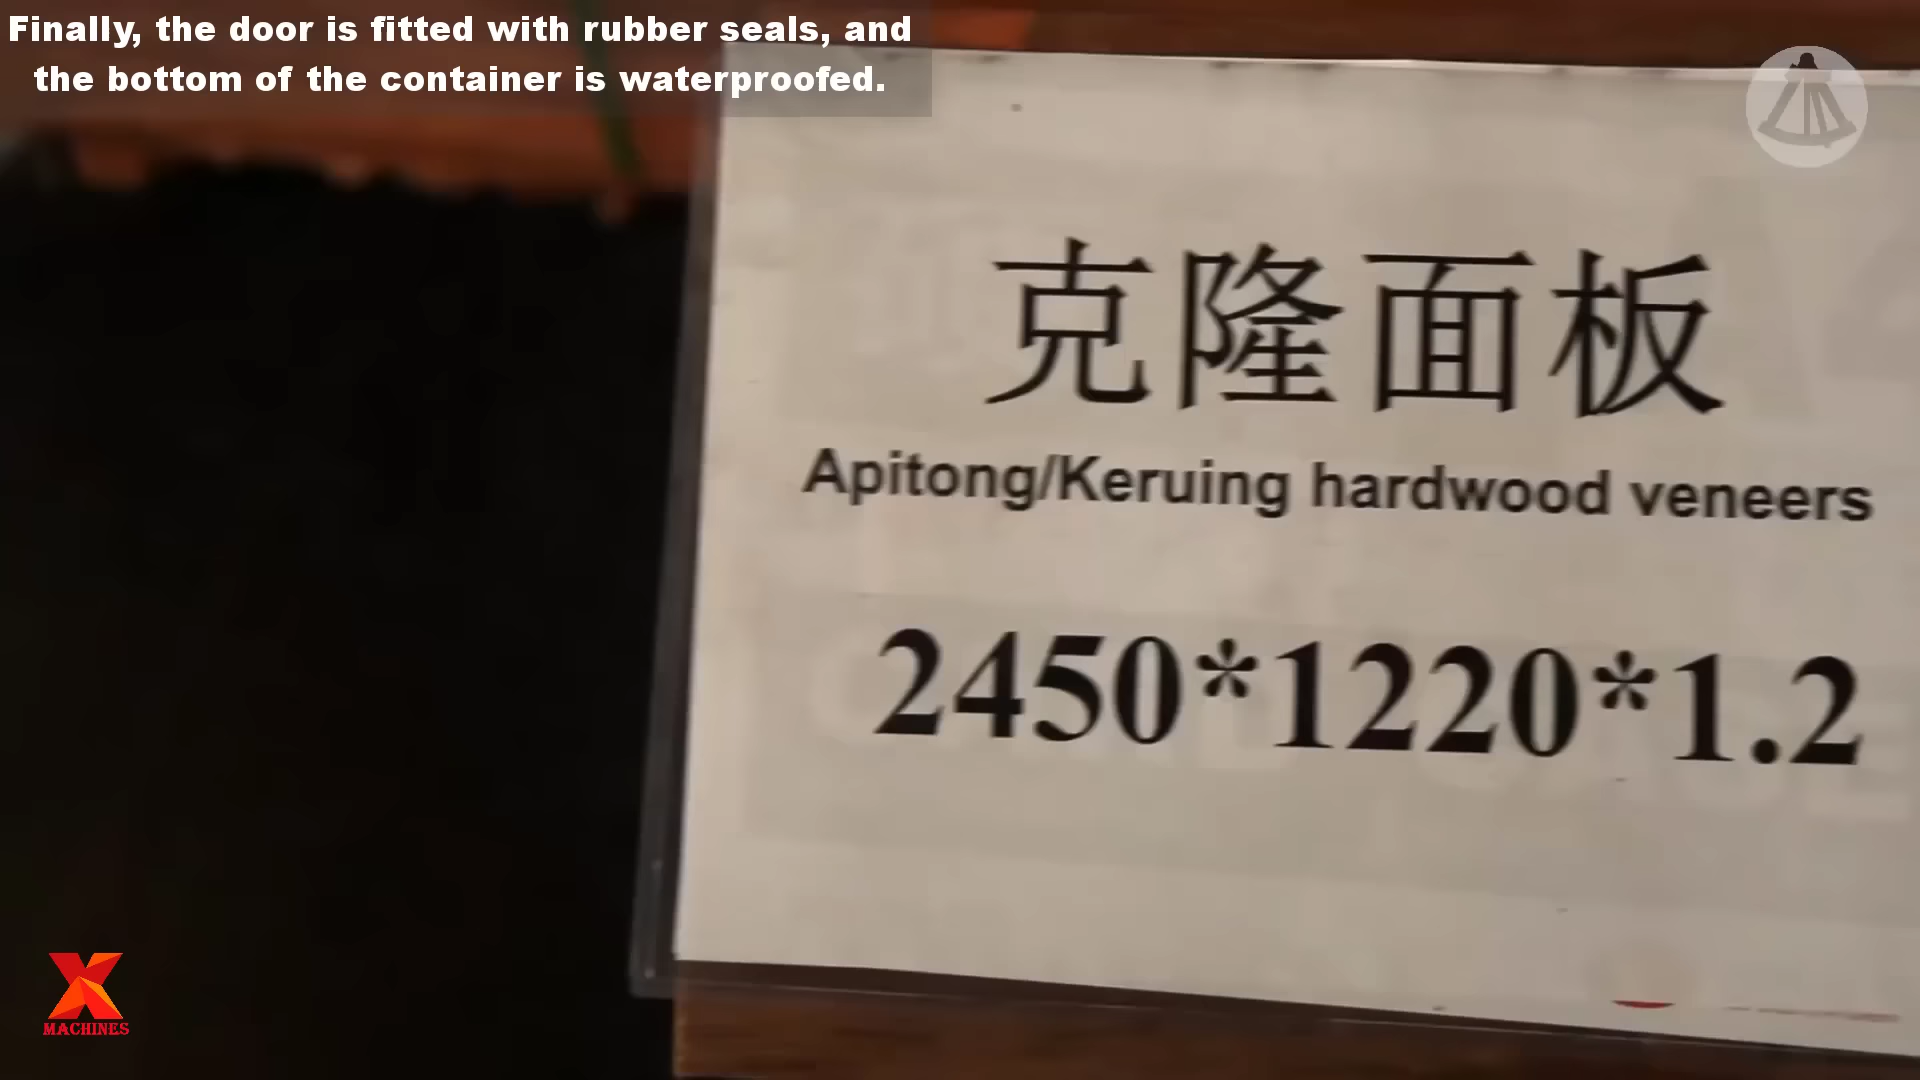 Finally, the door is fitted with rubber seals, and
the bottom of the container is waterproofed.
克隆面板
Apitong/Keruing hardwood veneers
2450*1220*1.2
X
MACHINES